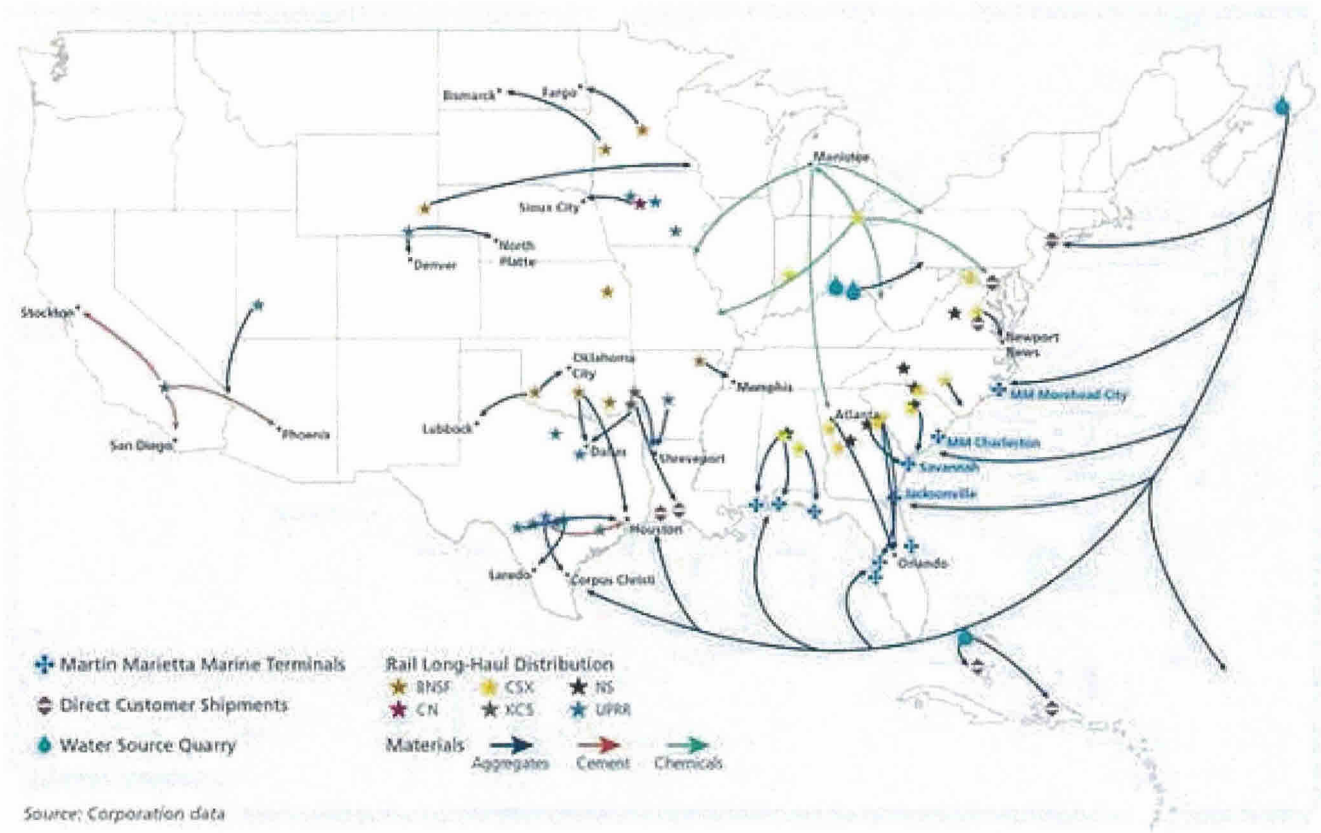 Bismarck
Fargo
Manistee
Sioux City
North
Platte
Denver
Stockton
Newport
News
Oklahoma
City
Memphis
MM Morehead City
Lubbock
Atlanta
Phoenix
San Diego
Dallas
Shreveport
MM Charleston
Savannah
Jacksonville
Houston
Orlando
Laredo
Corpus Christi
Martin Marietta Marine Terminals
Direct Customer Shipments
Water Source Quarry
Rail Long-Haul Distribution
BNSF
CSX
NS
CN
KCS
UPRR
Materials
Aggregates
Cement
Chemicals
Source: Corporation data